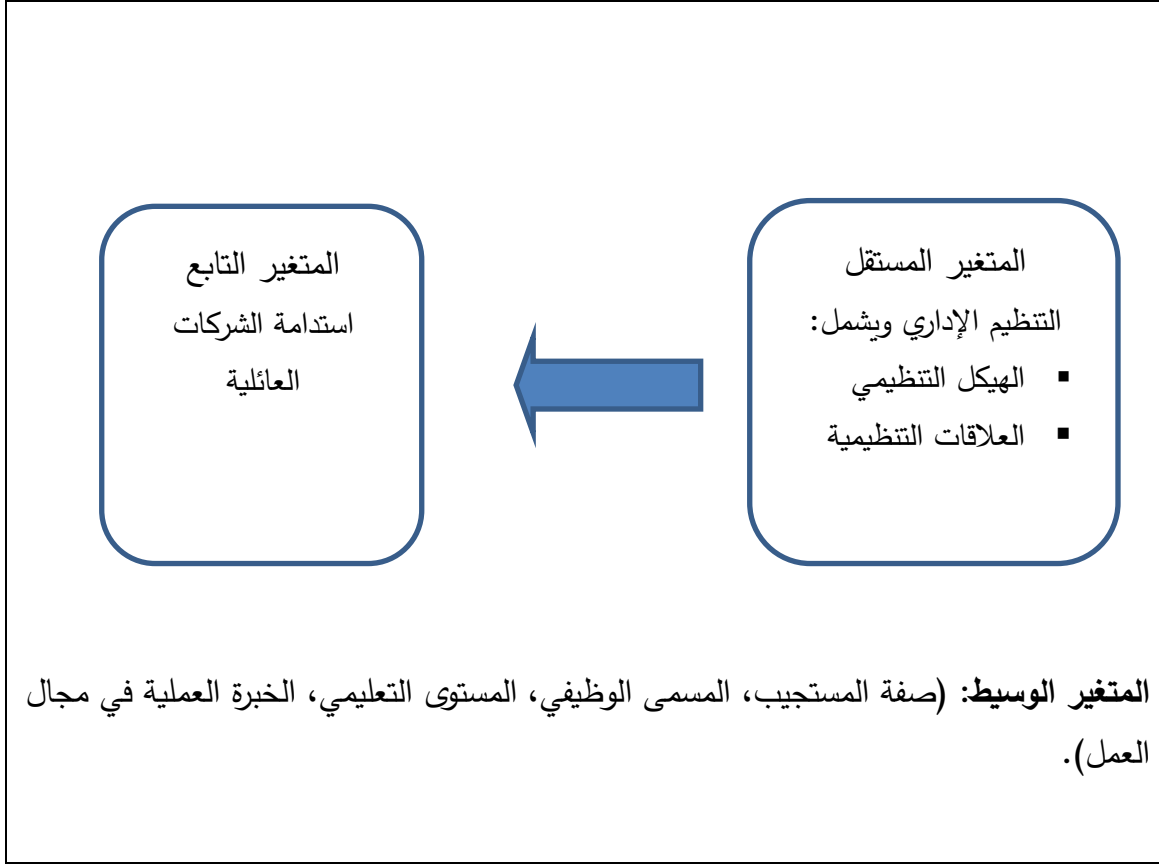 المتغير المستقل
التنظيم الإداري ويشمل:
▪ الهيكل التنظيمي
▪ العلاقات التنظيمية
المتغير التابع
استدامة الشركات
العائلية
المتغير الوسيط: (صفة المستجيب، المسمى الوظيفي، المستوى التعليمي، الخبرة العملية في مجال
العمل).